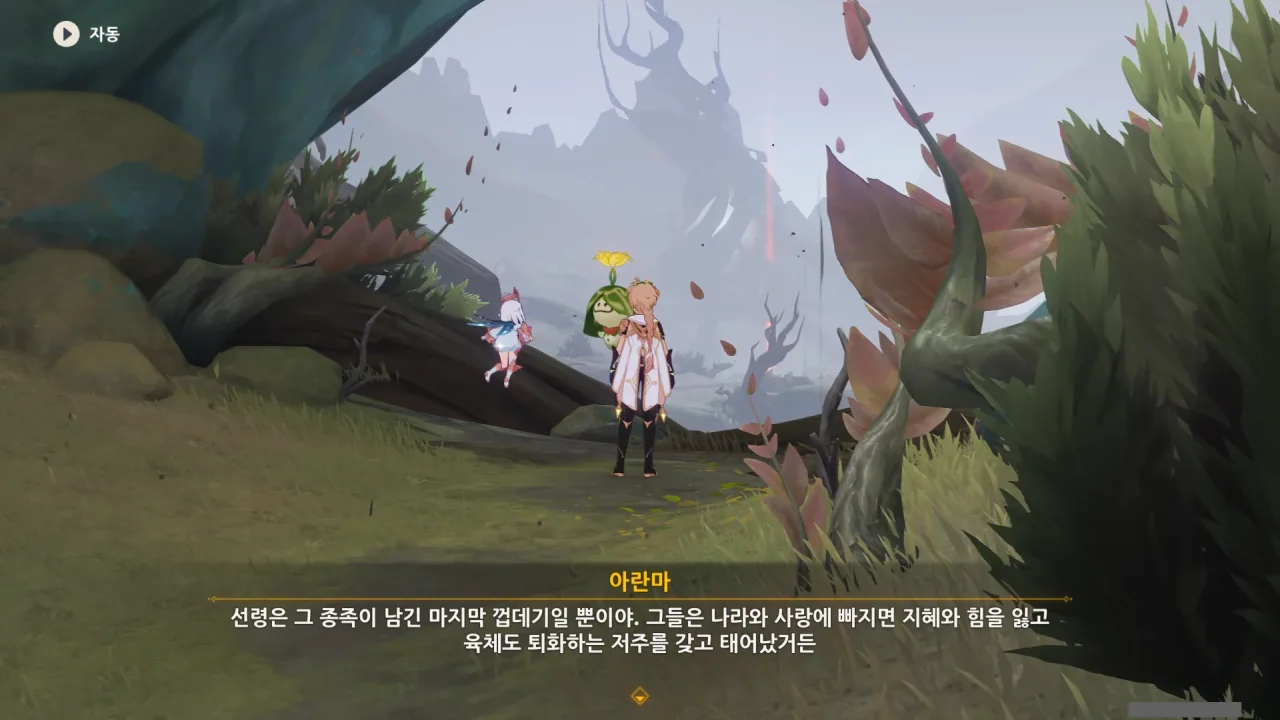 자동
아란마
선령은 그 종족이 남긴 마지막 껍데기일 뿐이야. 그들은 나라와 사랑에 빠지면 지혜와 힘을 잃고
육체도 퇴화하는 저주를 갖고 태어났거든